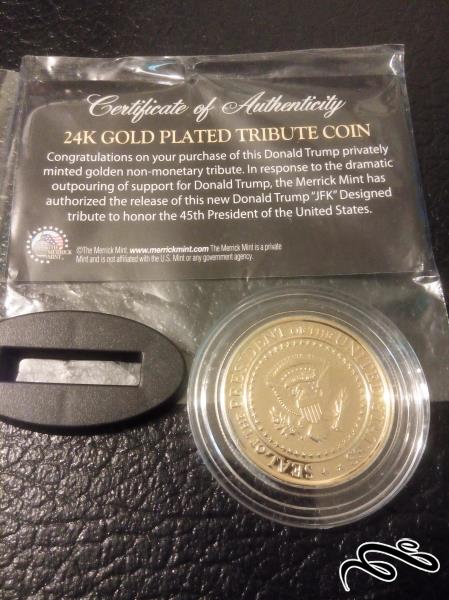 Certificate of Authenticity
24K GOLD PLATED TRIBUTE COIN
Congratulations on your purchase of this Donald Trump privately
minted golden non-monetary tribute. In response to the dramatic
outpouring of support for Donald Trump, the Merrick Mint has
authorized the release of this new Donald Trump "JFK" Designed
tribute to honor the 45th President of the United States.
THE
MERRICK
MINT
©The Merrick Mint. www.merrickmint.com The Merrick Mint is a private
Mint and is not affiliated with the U.S. Mint or any government agency.
SEAL OF THE PRESIDENT OF THE UNITED STATES